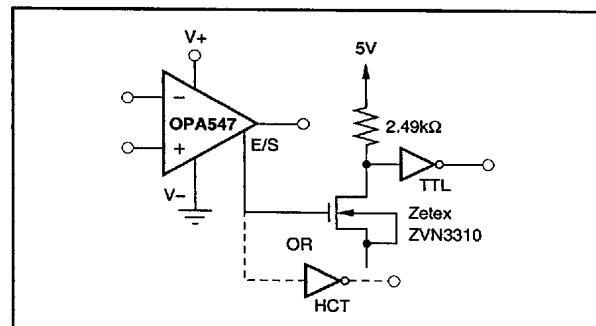 V+
5V
−
OPA547
+
E/S
2.49kΩ
V−
TTL
Zetex
ZVN3310
OR
HCT